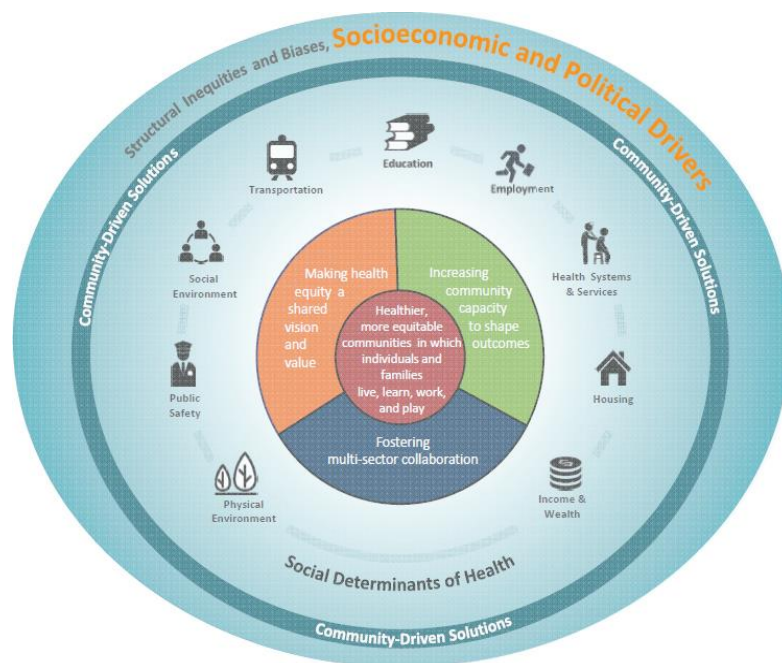 Structural Inequities and Biases, Socioeconomic and Political Drivers
Community-Driven Solutions
Community-Driven Solutions
Education
Transportation
Employment
Social
Environment
Health Systems
& Services
Public
Safety
Housing
Physical
Environment
Income &
Wealth
Making health
equity a
shared
vision
and
value
Increasing
community
capacity
to shape
outcomes
Healthier,
more equitable
communities in which
individuals and
families
live, learn, work,
and play
Fostering
multi-sector collaboration
Social Determinants of Health
Community-Driven Solutions